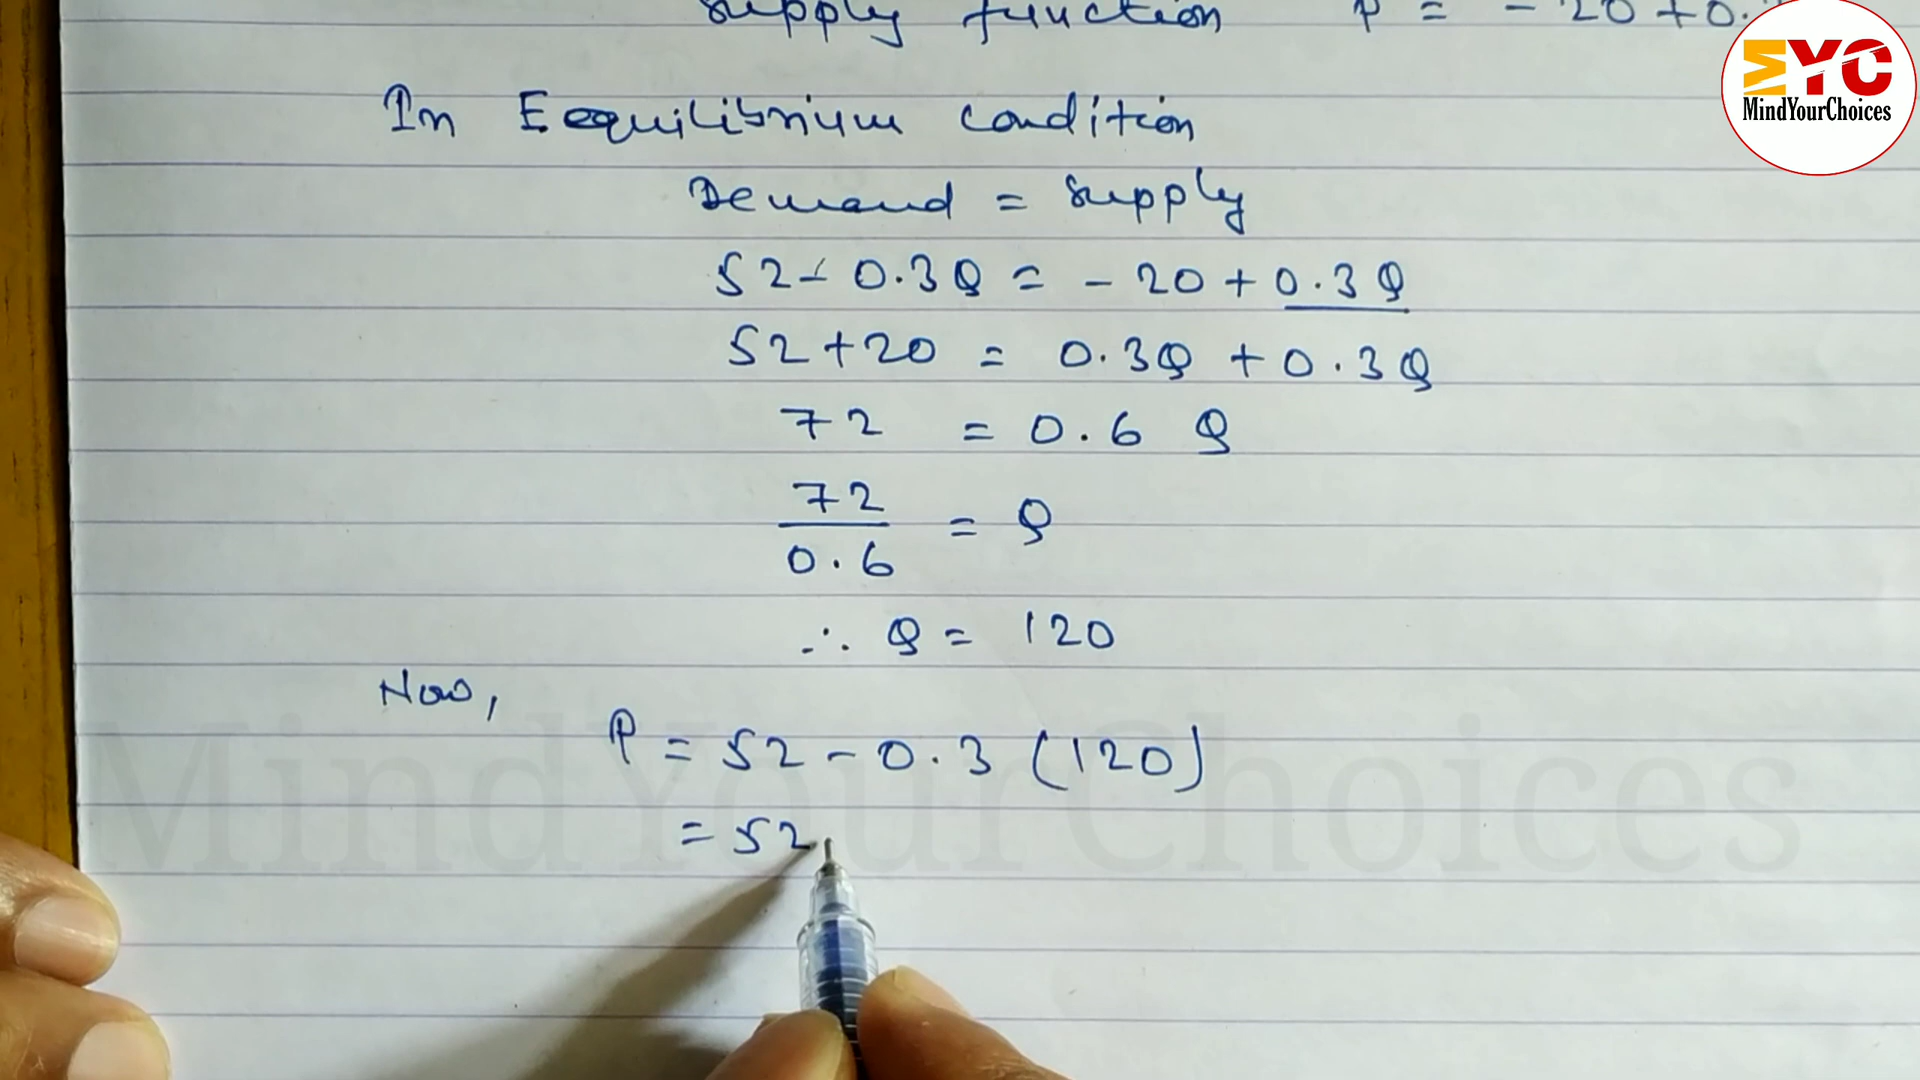 Supply function P = - 20 + 0.
MYC
MindYourChoices
In Eequilibrium condition
Demand = Supply
52 - 0.3Q = - 20 + 0.3Q
52 + 20 = 0.3Q + 0.3Q
72 = 0.6 Q
72
0.6 = Q
∴ Q = 120
Now,
P = 52 - 0.3 (120)
= 52
MindYourChoices